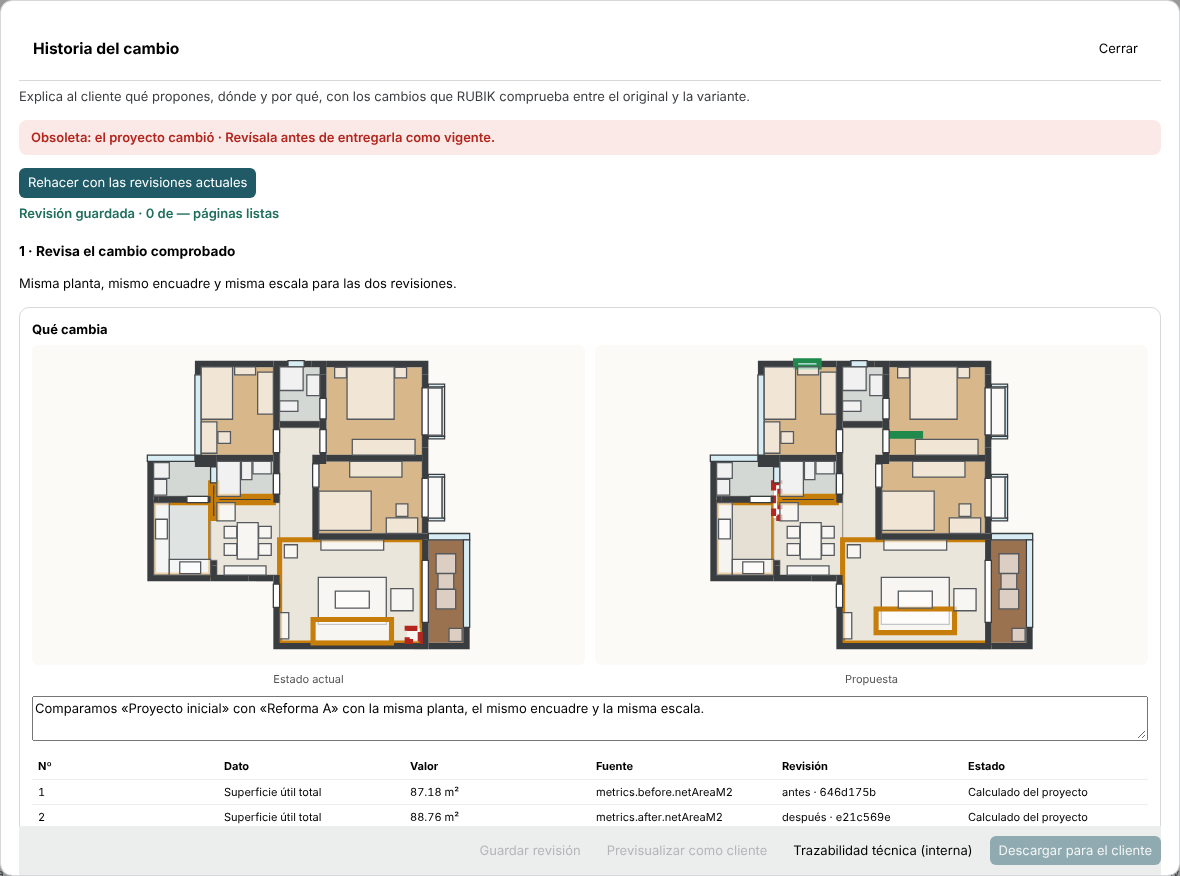 Historia del cambio
Cerrar
Explica al cliente qué propones, dónde y por qué, con los cambios que RUBIK comprueba entre el original y la variante.
Obsoleta: el proyecto cambió · Revísala antes de entregarla como vigente.
Rehacer con las revisiones actuales
Revisión guardada · 0 de — páginas listas
1 · Revisa el cambio comprobado
Misma planta, mismo encuadre y misma escala para las dos revisiones.
Qué cambia
Estado actual
Propuesta
Comparamos «Proyecto inicial» con «Reforma A» con la misma planta, el mismo encuadre y la misma escala.
Nº Dato Valor Fuente Revisión Estado
1 Superficie útil total 87.18 m² metrics.before.netAreaM2 antes · 646d175b Calculado del proyecto
2 Superficie útil total 88.76 m² metrics.after.netAreaM2 después · e21c569e Calculado del proyecto
Guardar revisión
Previsualizar como cliente
Trazabilidad técnica (interna)
Descargar para el cliente